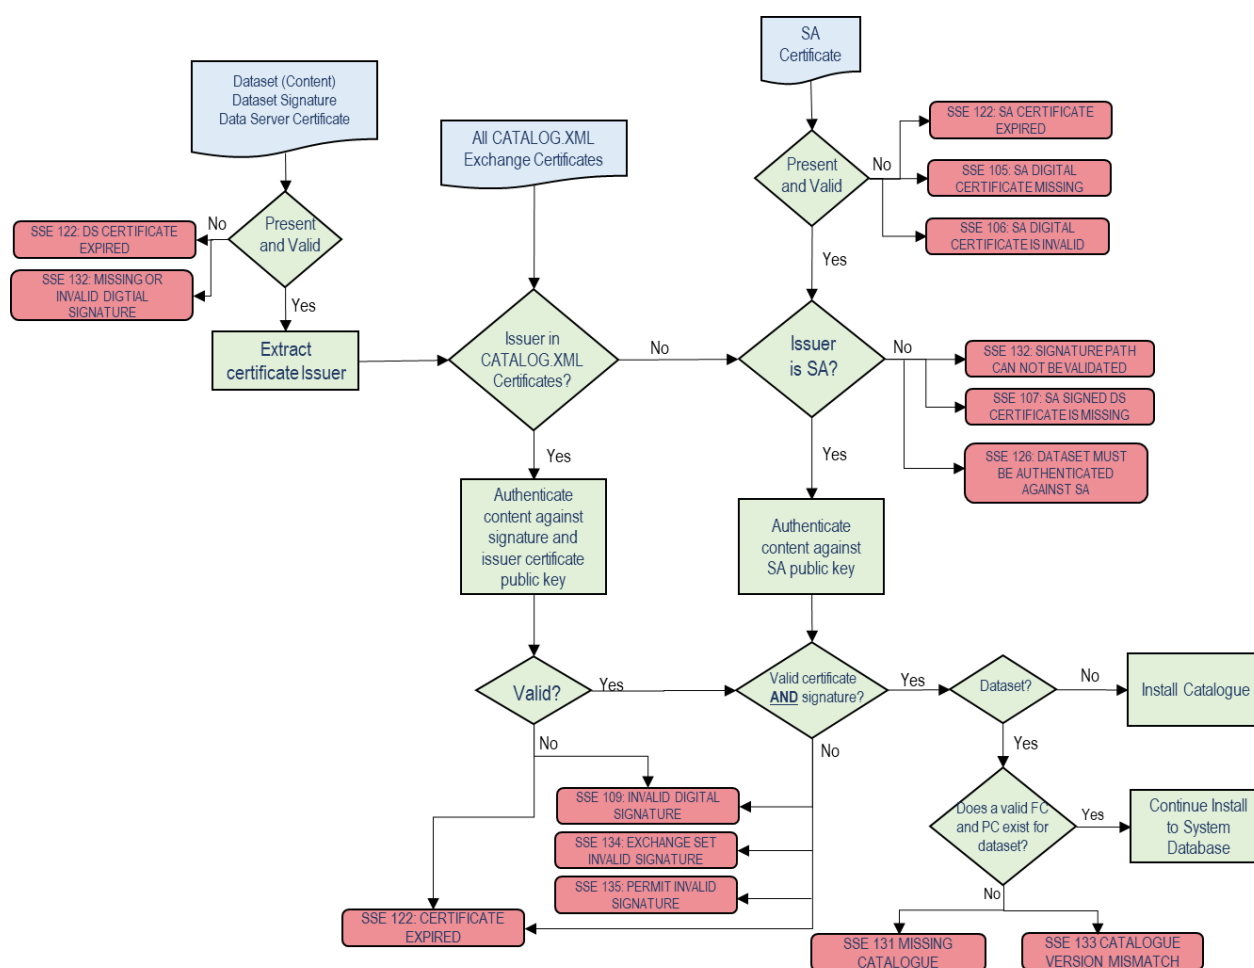 SA
Certificate
Dataset (Content)
Dataset Signature
Data Server Certificate
All CATALOG.XML
Exchange Certificates
SSE 122: SA CERTIFICATE
EXPIRED
Present
and Valid
No
SSE 105: SA DIGITAL
CERTIFICATE MISSING
SSE 106: SA DIGITAL
CERTIFICATE IS INVALID
Yes
No
Present
and Valid
SSE 122: DS CERTIFICATE
EXPIRED
SSE 132: MISSING OR
INVALID DIGTIAL
SIGNATURE
Yes
Extract
certificate Issuer
Issuer in
CATALOG.XML
Certificates?
No
Issuer
is SA?
No
SSE 132: SIGNATURE PATH
CAN NOT BE VALIDATED
SSE 107: SA SIGNED DS
CERTIFICATE IS MISSING
SSE 126: DATASET MUST
BE AUTHENTICATED
AGAINST SA
Yes
Yes
Authenticate
content against
signature and
issuer certificate
public key
Authenticate
content against
SA public key
Valid?
Yes
Valid certificate
AND signature?
Yes
Dataset?
No
Install Catalogue
No
No
Yes
SSE 109: INVALID DIGITAL
SIGNATURE
SSE 134: EXCHANGE SET
INVALID SIGNATURE
SSE 135: PERMIT INVALID
SIGNATURE
SSE 122: CERTIFICATE
EXPIRED
Does a valid FC
and PC exist for
dataset?
Yes
Continue Install
to System
Database
No
SSE 131 MISSING
CATALOGUE
SSE 133 CATALOGUE
VERSION MISMATCH